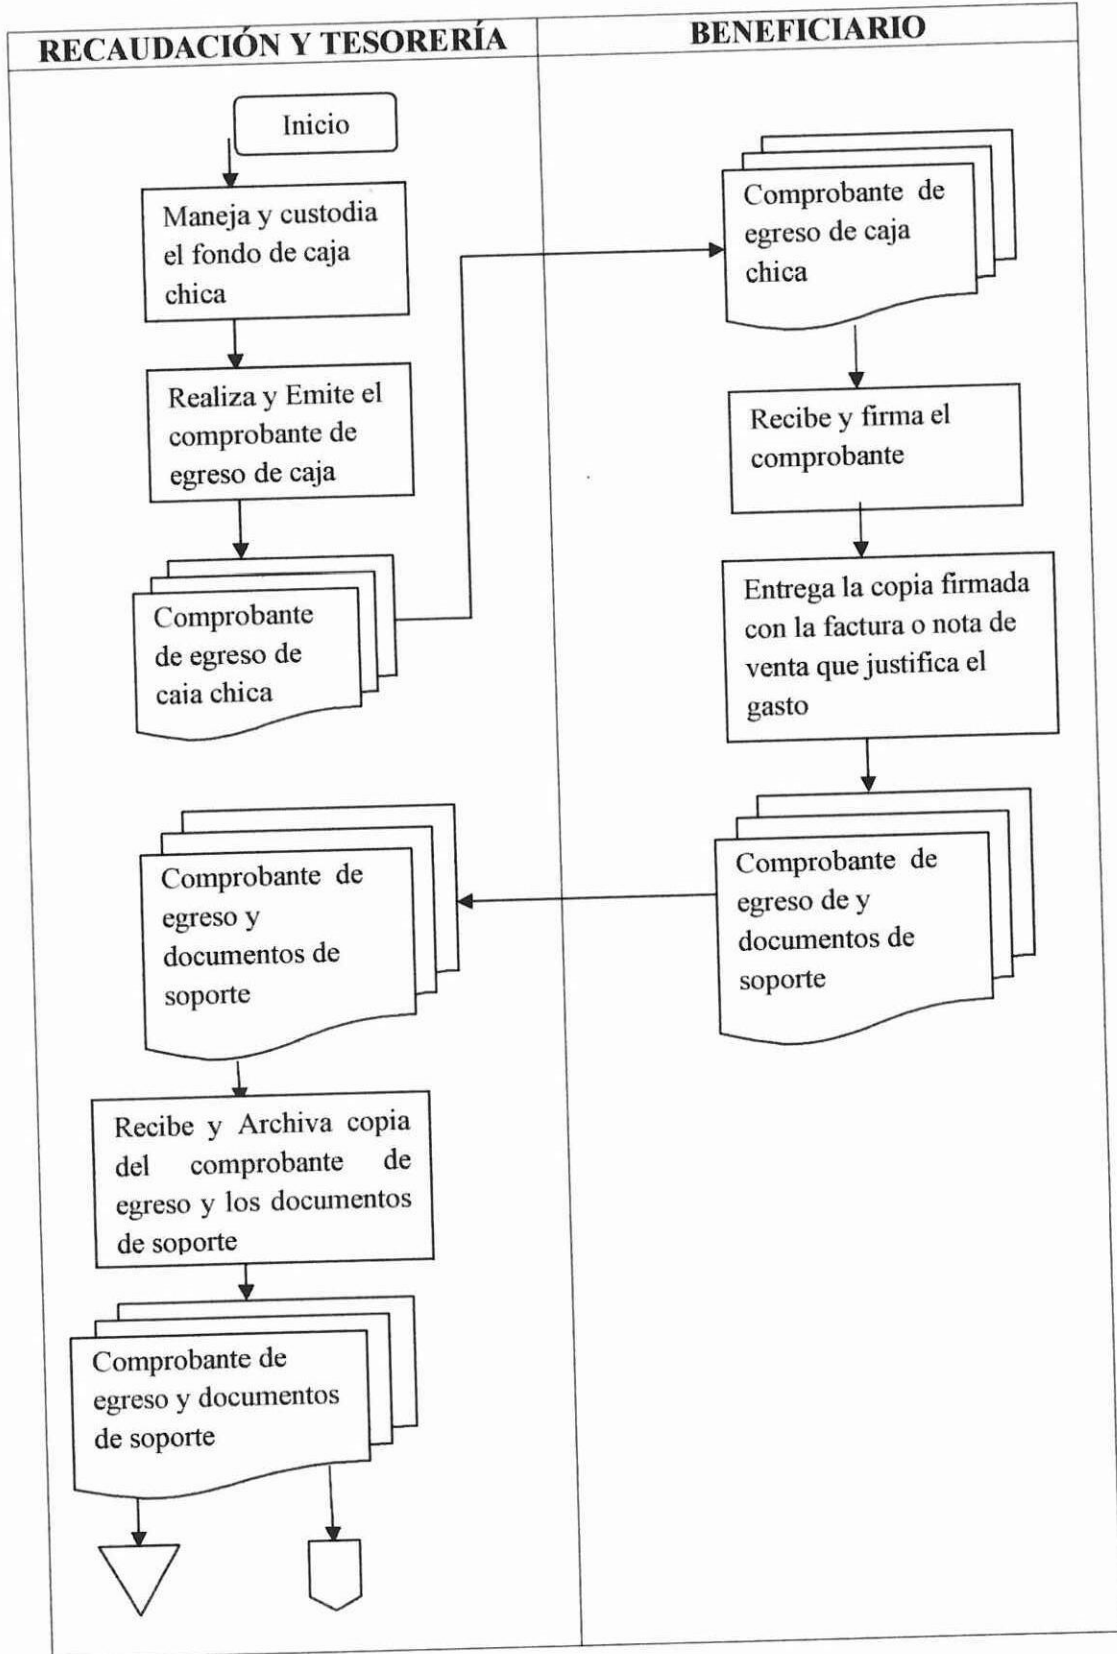 RECAUDACIÓN Y TESORERÍA
BENEFICIARIO
Inicio
Maneja y custodia
el fondo de caja
chica
Realiza y Emite el
comprobante de
egreso de caja
Comprobante
de egreso de
caia chica
Comprobante de
egreso de caja
chica
Recibe y firma el
comprobante
Entrega la copia firmada
con la factura o nota de
venta que justifica el
gasto
Comprobante de
egreso de y
documentos de
soporte
Comprobante de
egreso y
documentos de
soporte
Recibe y Archiva copia
del comprobante de
egreso y los documentos
de soporte
Comprobante de
egreso y documentos
de soporte